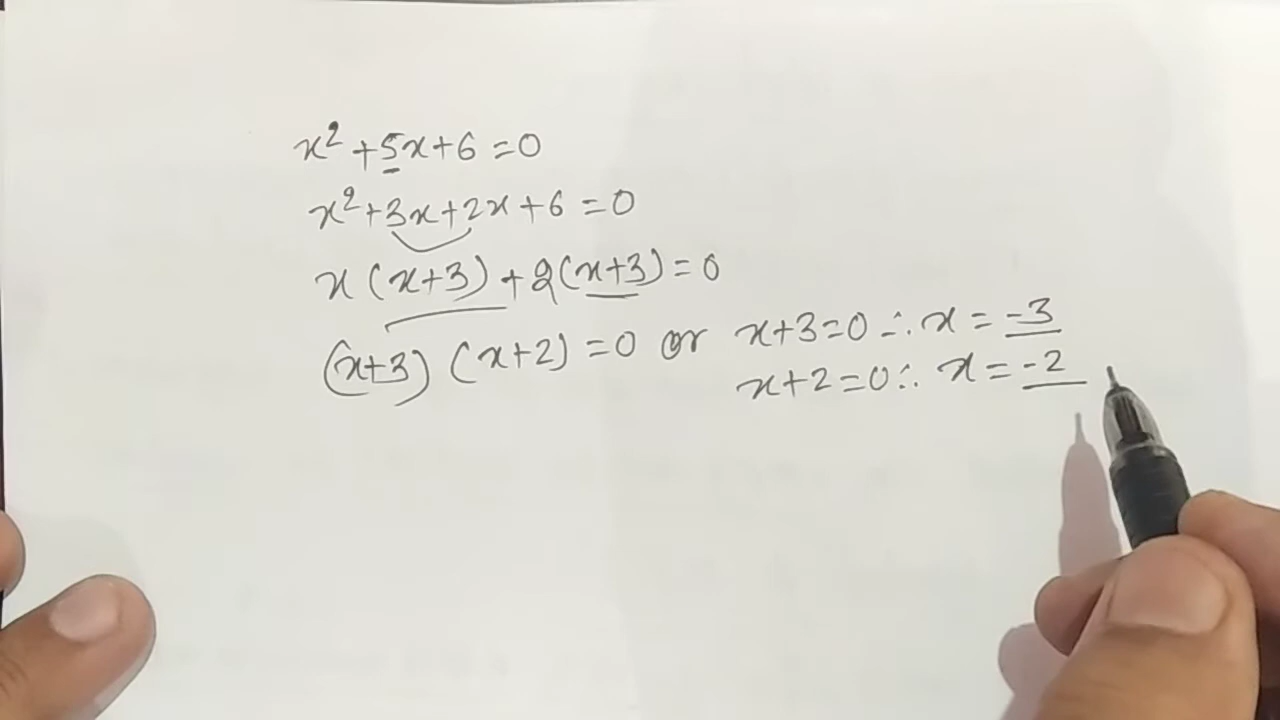 x² + 5x + 6 = 0
x² + 3x + 2x + 6 = 0
x (x+3) + 2 (x+3) = 0
(x+3) (x+2) = 0 or x+3=0 ∴ x = -3
x+2=0 ∴ x = -2